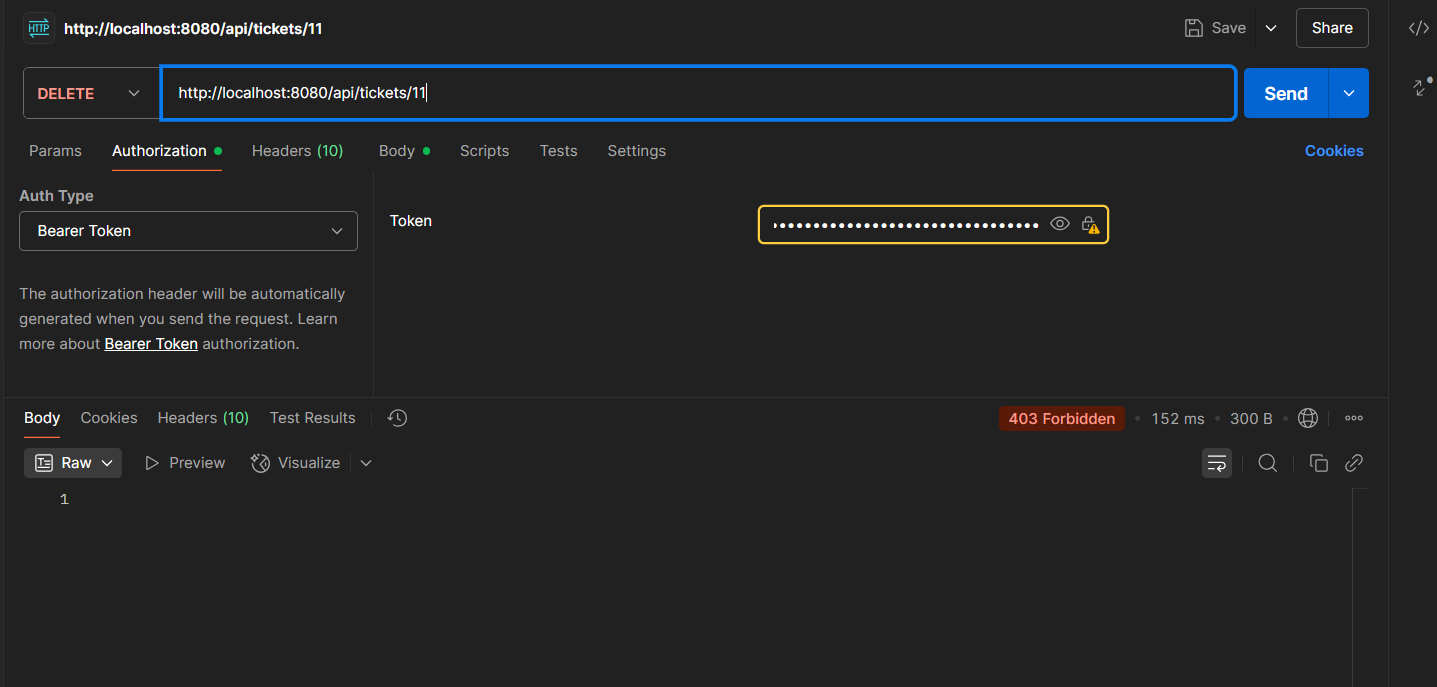 HTTP http://localhost:8080/api/tickets/11 Save Share
DELETE http://localhost:8080/api/tickets/11 Send
Params Authorization Headers (10) Body Scripts Tests Settings Cookies
Auth Type
Bearer Token
Token
The authorization header will be automatically
generated when you send the request. Learn
more about Bearer Token authorization.
Body Cookies Headers (10) Test Results 403 Forbidden • 152 ms • 300 B
Raw Preview Visualize
1